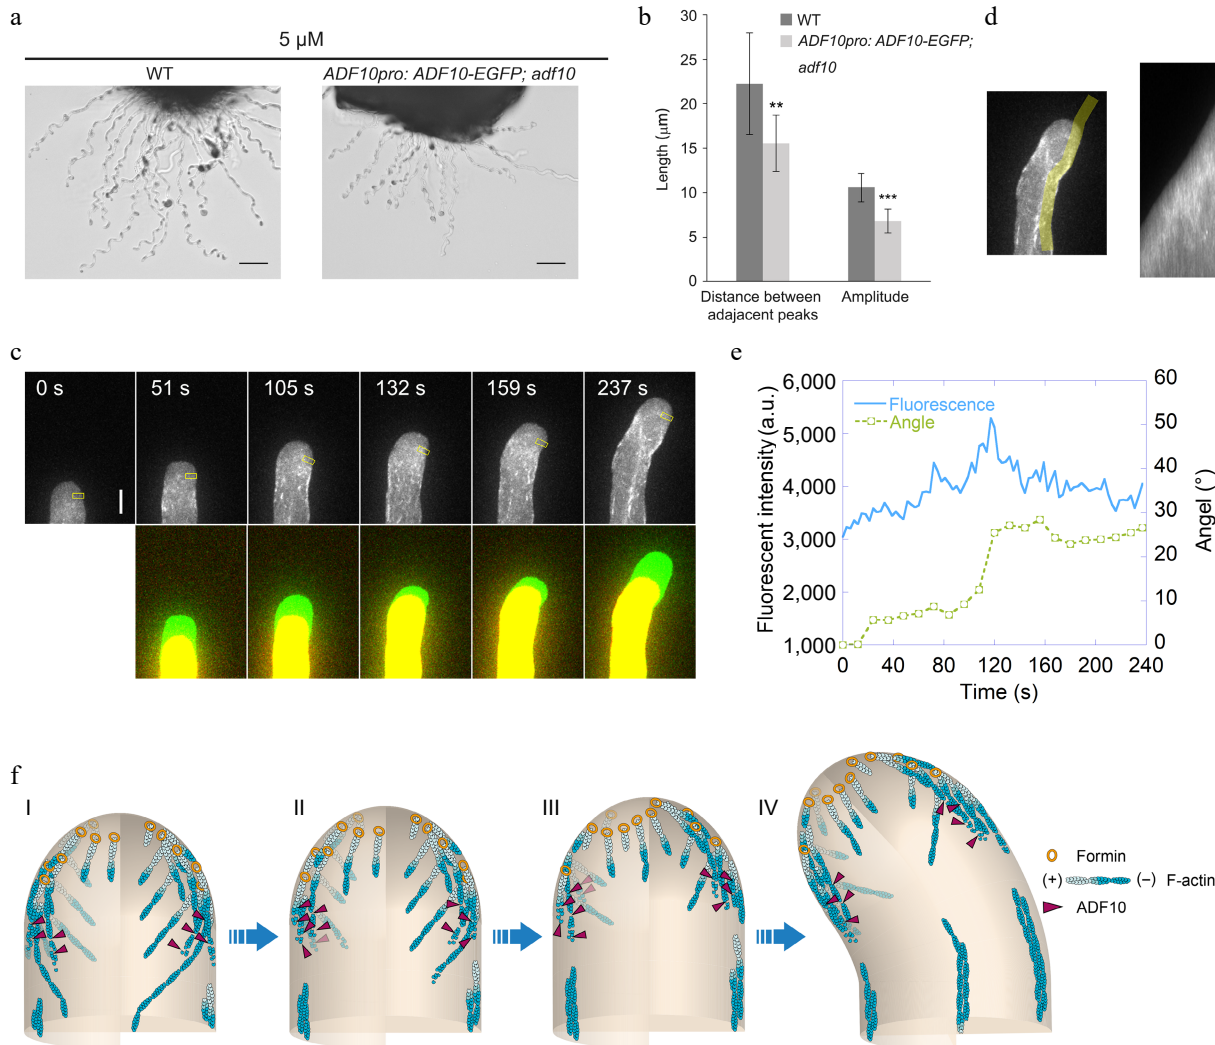 a
5 µM
WT
ADF10pro: ADF10-EGFP; adf10
b
30
25
20
15
10
5
0
Length (µm)
WT
ADF10pro: ADF10-EGFP;
adf10
**
***
Distance between
adajacent peaks
Amplitude
d
c
0 s
51 s
105 s
132 s
159 s
237 s
e
6,000
5,000
4,000
3,000
2,000
1,000
Fluorescent intensity (a.u.)
Fluorescence
Angle
60
50
40
30
20
10
0
Angel (°)
0
40
80
120
160
200
240
Time (s)
f
I
II
III
IV
Formin
(+)
(−) F-actin
ADF10